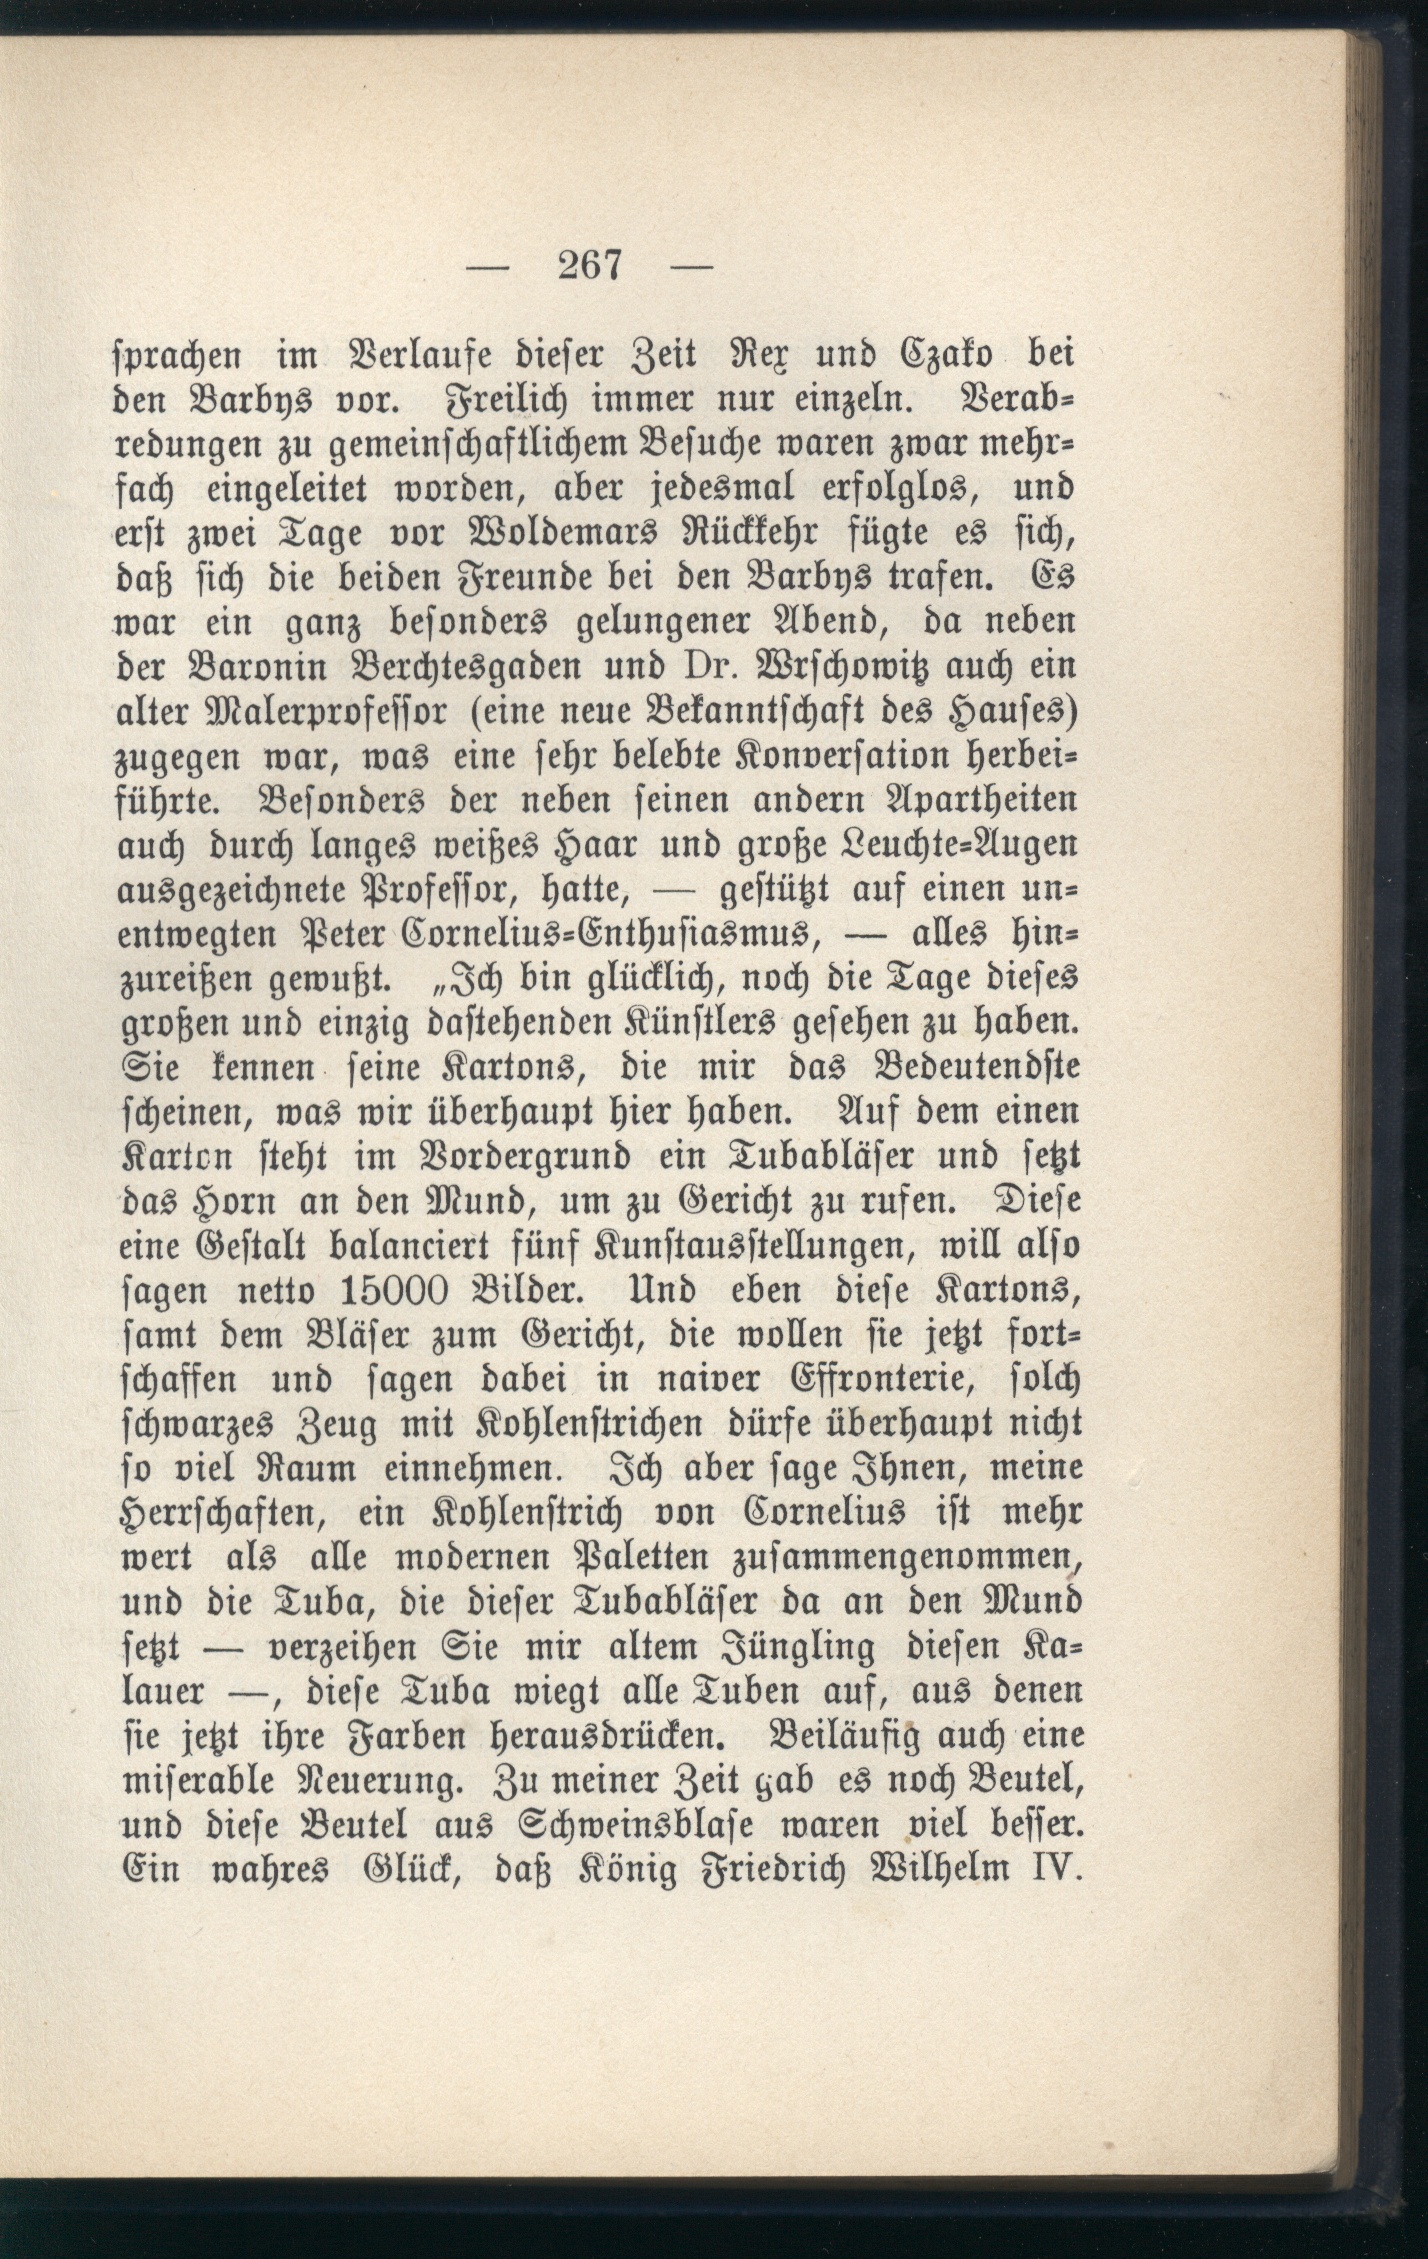 — 267 —
sprachen im Verlaufe dieser Zeit Rex und Czako bei
den Barbys vor. Freilich immer nur einzeln. Verab-
redungen zu gemeinschaftlichem Besuche waren zwar mehr-
fach eingeleitet worden, aber jedesmal erfolglos, und
erst zwei Tage vor Woldemars Rückkehr fügte es sich,
daß sich die beiden Freunde bei den Barbys trafen. Es
war ein ganz besonders gelungener Abend, da neben
der Baronin Berchtesgaden und Dr. Wrschowitz auch ein
alter Malerprofessor (eine neue Bekanntschaft des Hauses)
zugegen war, was eine sehr belebte Konversation herbei-
führte. Besonders der neben seinen andern Apartheiten
auch durch langes weißes Haar und große Leuchte-Augen
ausgezeichnete Professor, hatte, — gestützt auf einen un-
entwegten Peter Cornelius-Enthusiasmus, — alles hin-
zureißen gewußt. „Ich bin glücklich, noch die Tage dieses
großen und einzig dastehenden Künstlers gesehen zu haben.
Sie kennen seine Kartons, die mir das Bedeutendste
scheinen, was wir überhaupt hier haben. Auf dem einen
Karton steht im Vordergrund ein Tubabläser und setzt
das Horn an den Mund, um zu Gericht zu rufen. Diese
eine Gestalt balanciert fünf Kunstausstellungen, will also
sagen netto 15000 Bilder. Und eben diese Kartons,
samt dem Bläser zum Gericht, die wollen sie jetzt fort-
schaffen und sagen dabei in naiver Effronterie, solch
schwarzes Zeug mit Kohlenstrichen dürfe überhaupt nicht
so viel Raum einnehmen. Ich aber sage Ihnen, meine
Herrschaften, ein Kohlenstrich von Cornelius ist mehr
wert als alle modernen Paletten zusammengenommen,
und die Tuba, die dieser Tubabläser da an den Mund
setzt — verzeihen Sie mir altem Jüngling diesen Ka-
lauer —, diese Tuba wiegt alle Tuben auf, aus denen
sie jetzt ihre Farben herausdrücken. Beiläufig auch eine
miserable Neuerung. Zu meiner Zeit gab es noch Beutel,
und diese Beutel aus Schweinsblase waren viel besser.
Ein wahres Glück, daß König Friedrich Wilhelm IV.